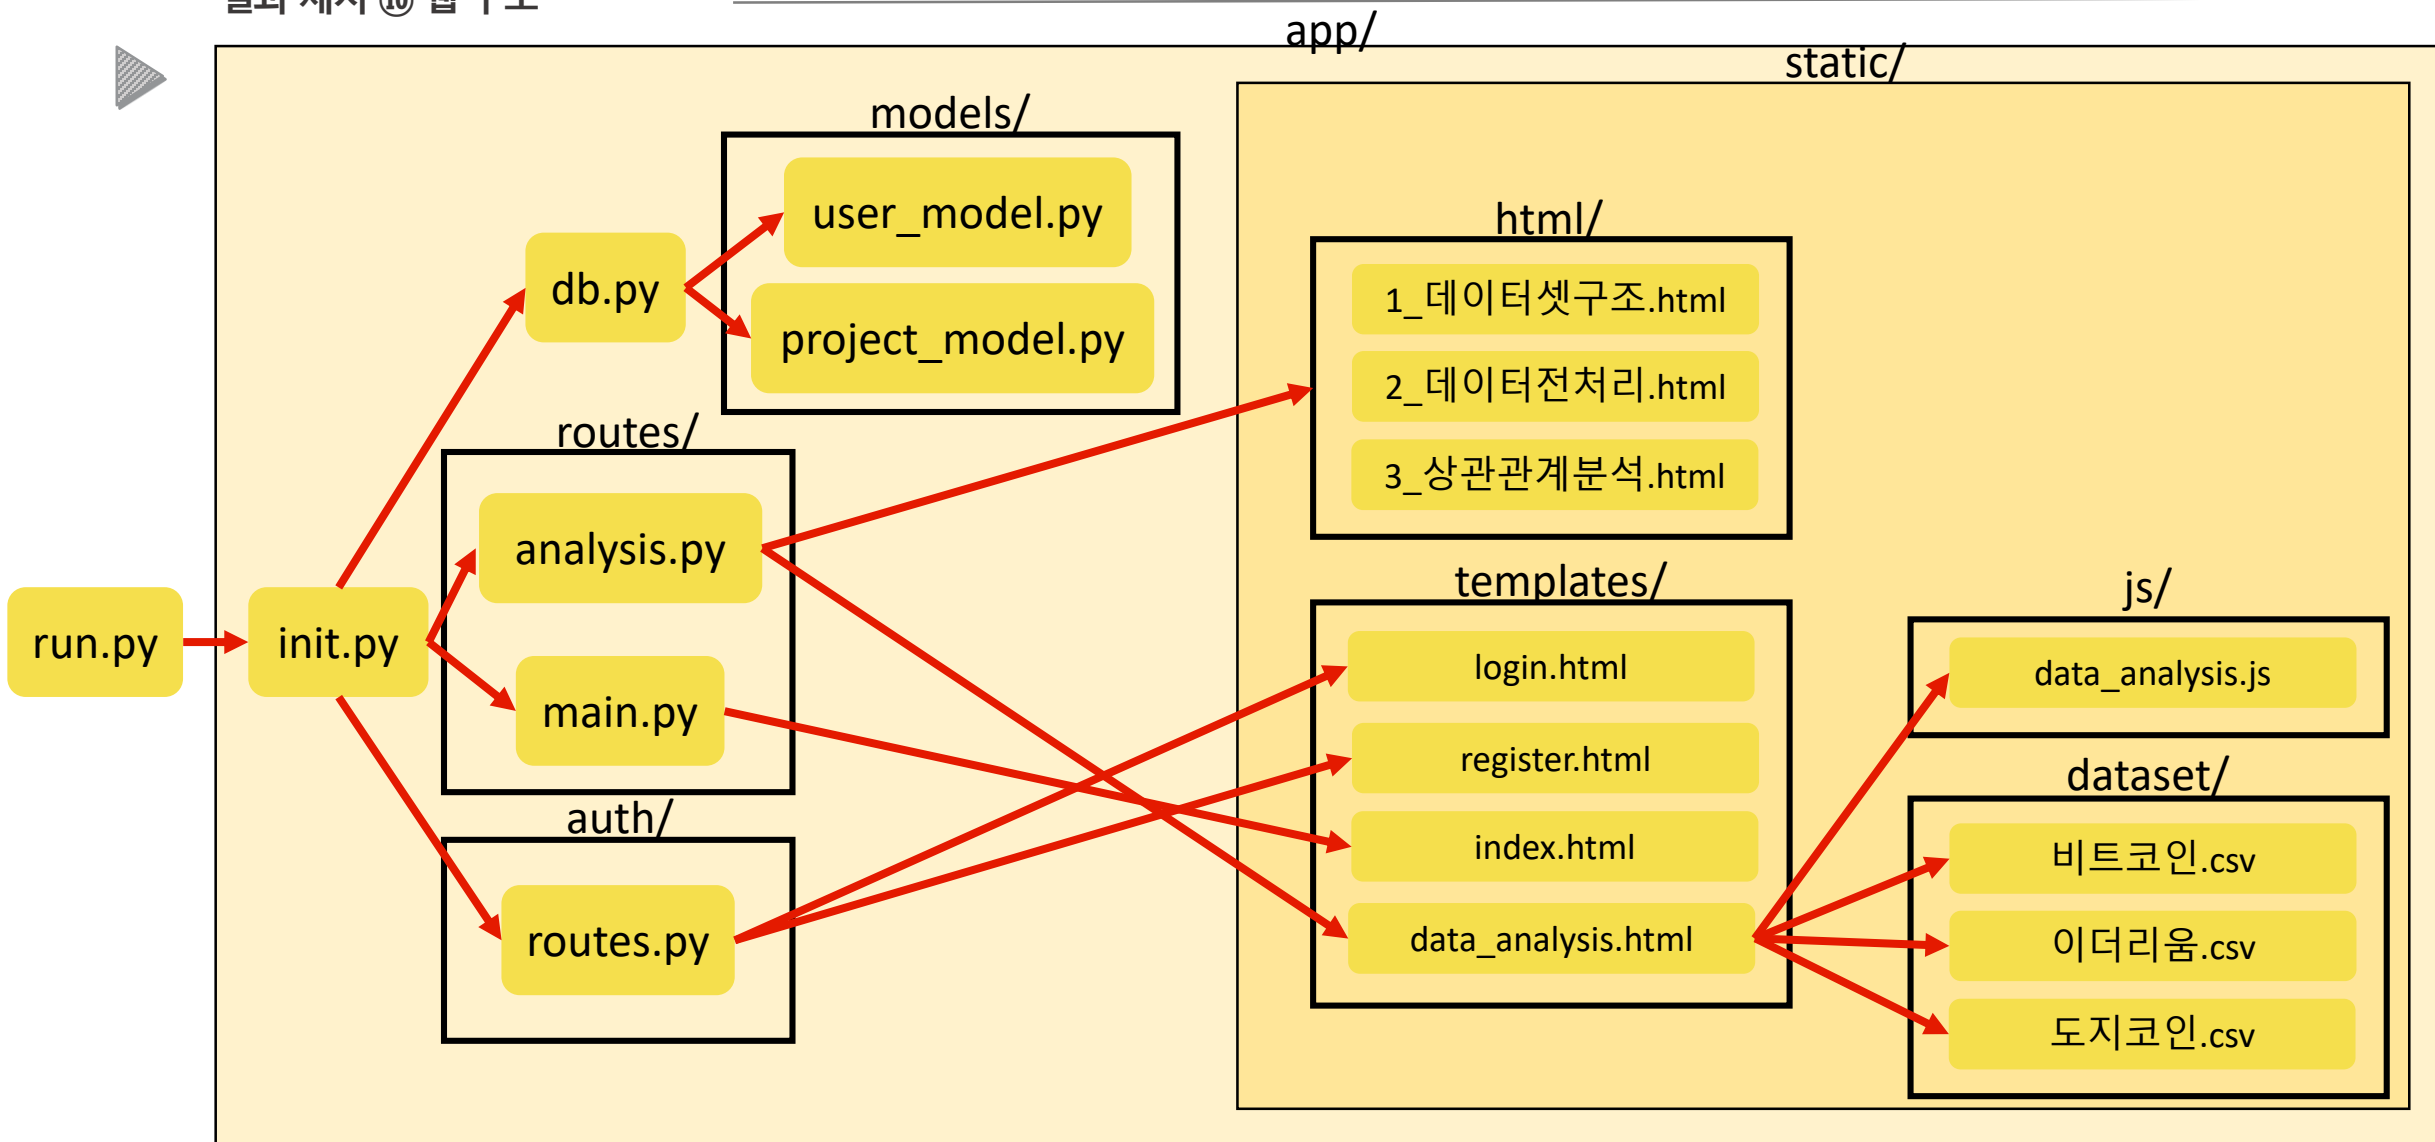 app/
static/
models/
user_model.py
project_model.py
db.py
html/
1_데이터셋구조.html
2_데이터전처리.html
3_상관관계분석.html
routes/
analysis.py
main.py
run.py
init.py
auth/
routes.py
templates/
login.html
register.html
index.html
data_analysis.html
js/
data_analysis.js
dataset/
비트코인.csv
이더리움.csv
도지코인.csv